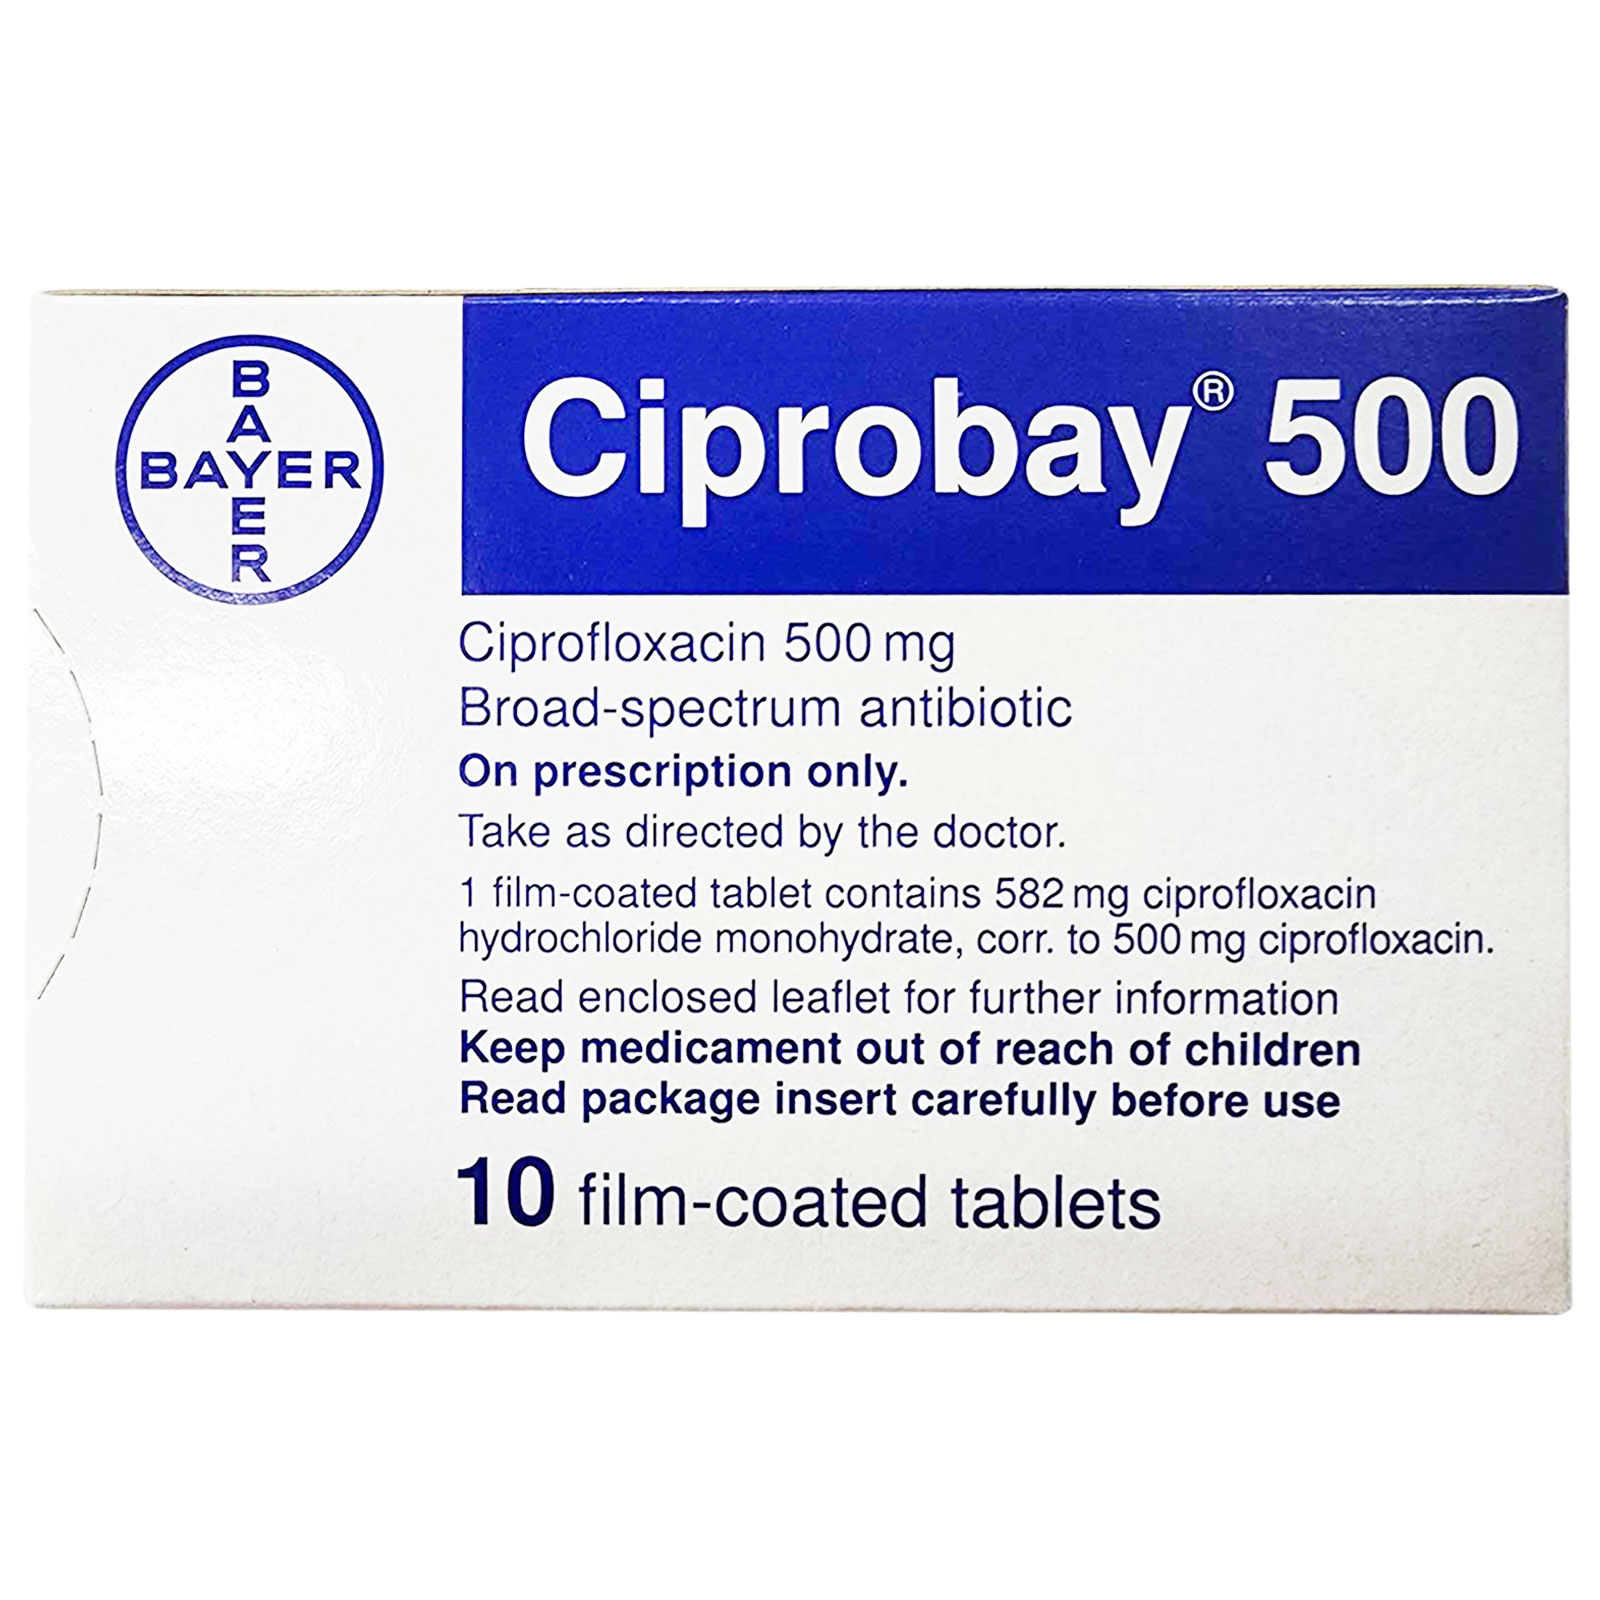 BAYER
BAYER
Ciprobay® 500
Ciprofloxacin 500 mg
Broad-spectrum antibiotic
On prescription only.
Take as directed by the doctor.
1 film-coated tablet contains 582 mg ciprofloxacin
hydrochloride monohydrate, corr. to 500 mg ciprofloxacin.
Read enclosed leaflet for further information
Keep medicament out of reach of children
Read package insert carefully before use
10 film-coated tablets